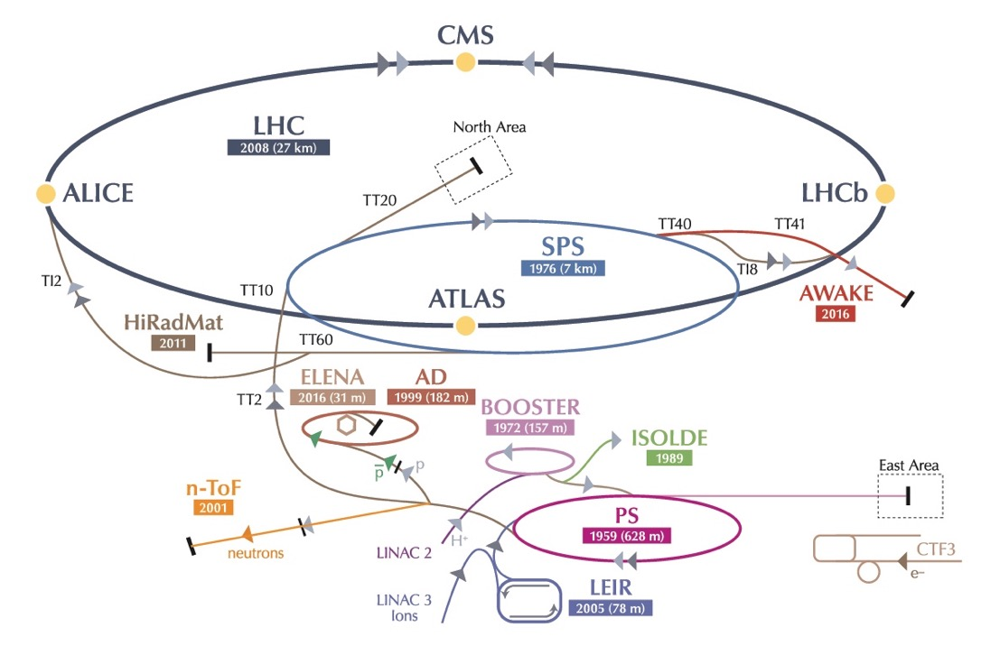 CMS
LHC
2008 (27 km)
North Area
ALICE
LHCb
TT20
TT40
TT41
SPS
1976 (7 km)
TI2
TI8
TT10
ATLAS
AWAKE
2016
HiRadMat
2011
TT60
ELENA
2016 (31 m)
AD
1999 (182 m)
TT2
BOOSTER
1972 (157 m)
ISOLDE
1989
p̅
p
East Area
n-ToF
2001
neutrons
PS
1959 (628 m)
H⁺
LINAC 2
CTF3
e–
LINAC 3
Ions
LEIR
2005 (78 m)